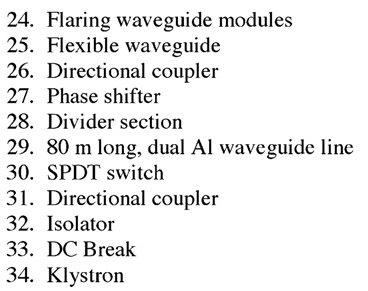 24. Flaring waveguide modules
25. Flexible waveguide
26. Directional coupler
27. Phase shifter
28. Divider section
29. 80 m long, dual Al waveguide line
30. SPDT switch
31. Directional coupler
32. Isolator
33. DC Break
34. Klystron